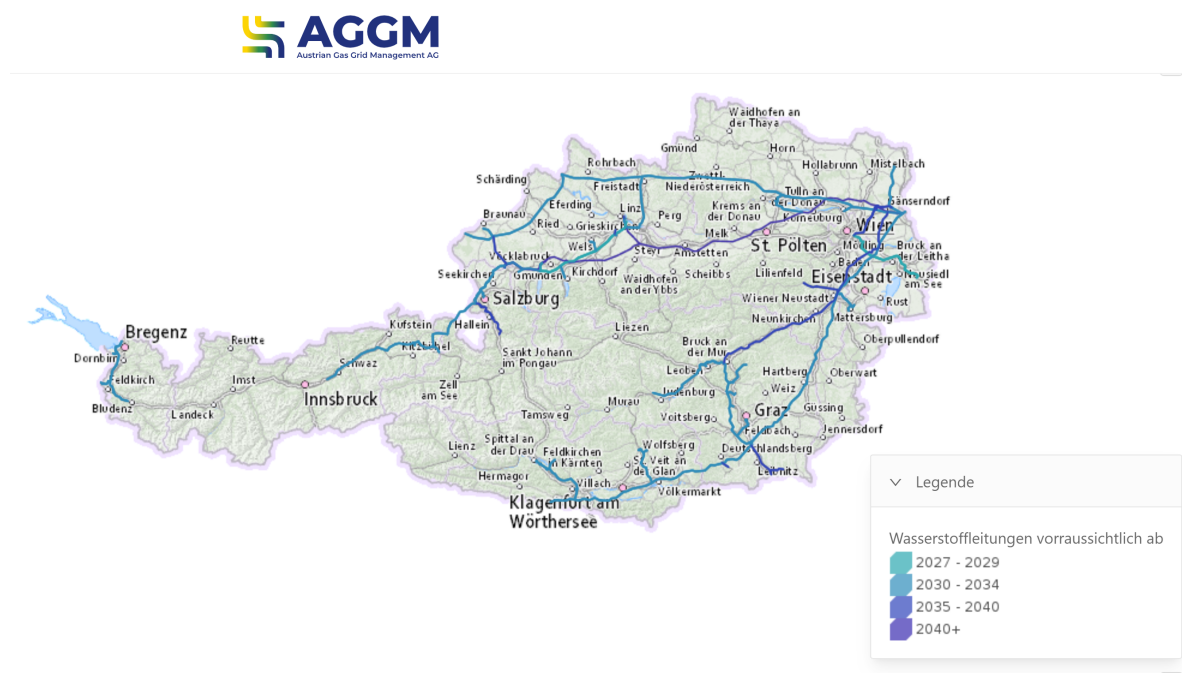 AGGM
Austrian Gas Grid Management AG
Waidhofen an
der Thaya
Gmünd
Horn
Rohrbach
Hollabrunn
Mistelbach
Zwettl
Schärding
Freistadt
Niederösterreich
Tulln an
der Donau
Gänserndorf
Eferding
Linz
Krems an
der Donau
Braunau
Perg
Korneuburg
Ried
Grieskirchen
Melk
Wien
Wels
Steyr
Amstetten
St Pölten
Mödling
Bruck an
der Leitha
Vöcklabruck
Baden
Seekirchen
Gmunden
Kirchdorf
Waidhofen
an der Ybbs
Scheibbs
Lilienfeld
Eisenstadt
Neusiedl
am See
Salzburg
Wiener Neustadt
Rust
Kufstein
Hallein
Liezen
Neunkirchen
Mattersburg
Bregenz
Reutte
Kitzbühel
Bruck an
der Mur
Oberpullendorf
Dornbirn
Schwaz
Sankt Johann
im Pongau
Leoben
Hartberg
Oberwart
Feldkirch
Imst
Innsbruck
Zell
am See
Judenburg
Weiz
Bludenz
Landeck
Tamsweg
Murau
Voitsberg
Graz
Güssing
Feldbach
Jennersdorf
Lienz
Spittal an
der Drau
Feldkirchen
in Kärnten
Wolfsberg
Deutschlandsberg
St. Veit an
der Glan
Leibnitz
Hermagor
Villach
Völkermarkt
Klagenfurt am
Wörthersee
Legende
Wasserstoffleitungen vorraussichtlich ab
2027 - 2029
2030 - 2034
2035 - 2040
2040+